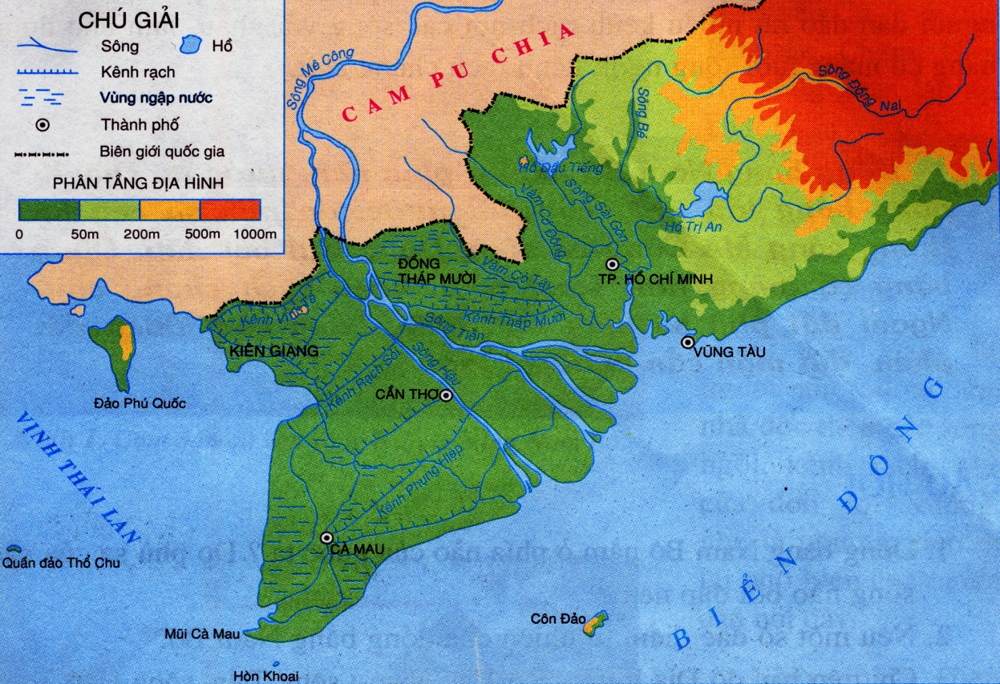 CHÚ GIẢI
Sông
Hồ
Kênh rạch
Vùng ngập nước
Thành phố
Biên giới quốc gia
PHÂN TẦNG ĐỊA HÌNH
0 50m 200m 500m 1000m
Sông Mê Công
CAM PU CHIA
Sông Đồng Nai
Sông Bé
Hồ Dầu Tiếng
Sông Sài Gòn
Vàm Cỏ Đông
Hồ Trị An
ĐỒNG
THÁP MƯỜI
Vàm Cỏ Tây
TP. HỒ CHÍ MINH
Kênh Vĩnh Tế
Kênh Tháp Mười
Sông Tiền
KIÊN GIANG
VŨNG TÀU
Sông Hậu
Kênh Rạch Sỏi
CẦN THƠ
Đảo Phú Quốc
VỊNH THÁI LAN
Kênh Phụng Hiệp
BIỂN ĐÔNG
CÀ MAU
Quần đảo Thổ Chu
Côn Đảo
Mũi Cà Mau
Hòn Khoai